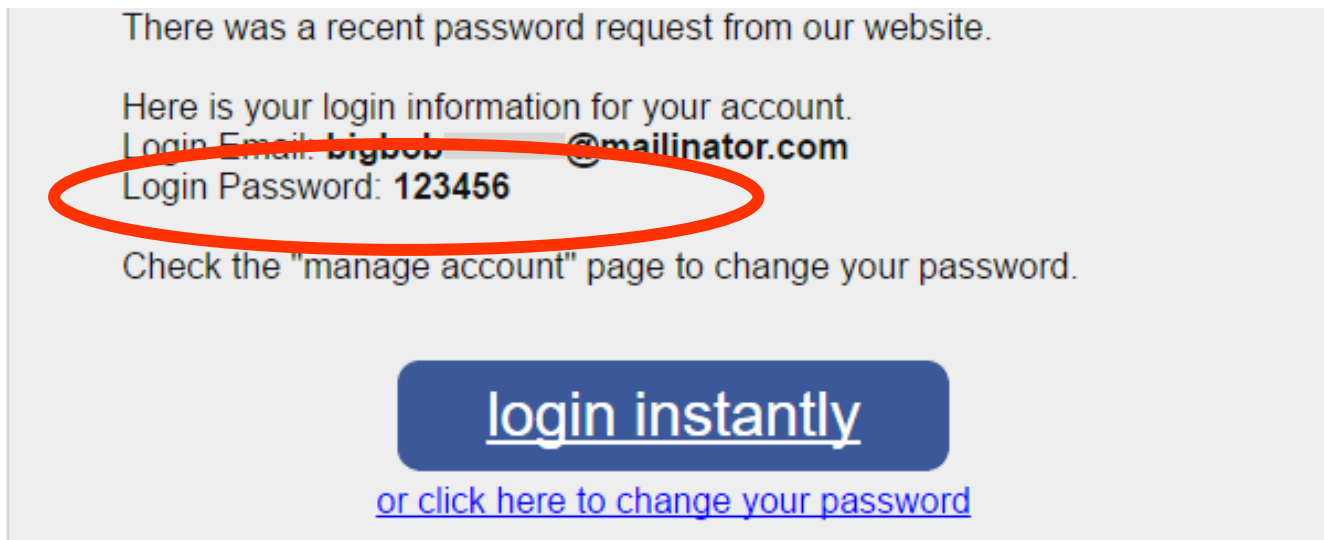 There was a recent password request from our website.
Here is your login information for your account.
Login Email: bigbob @mailinator.com
Login Password: 123456
Check the "manage account" page to change your password.
login instantly
or click here to change your password